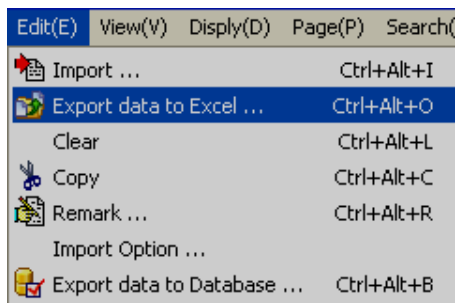 Edit(E) View(V) Disply(D) Page(P) Search(
Import ... Ctrl+Alt+I
Export data to Excel ... Ctrl+Alt+O
Clear Ctrl+Alt+L
Copy Ctrl+Alt+C
Remark ... Ctrl+Alt+R
Import Option ...
Export data to Database ... Ctrl+Alt+B